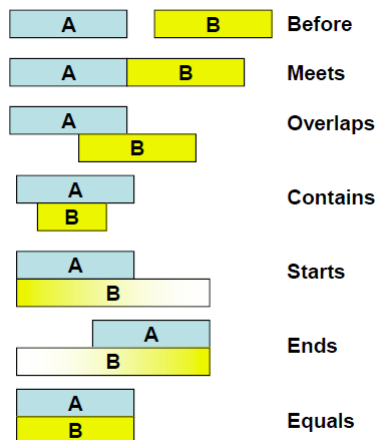 A B Before
A B Meets
A Overlaps
B
A Contains
B
A Starts
B
A Ends
B
A Equals
B